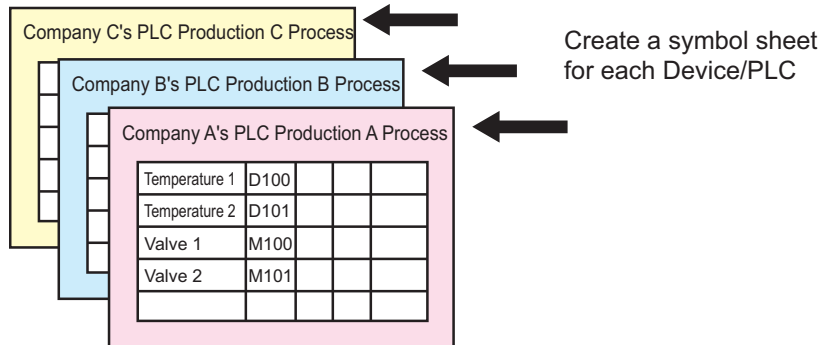 Company C's PLC Production C Process
Company B's PLC Production B Process
Company A's PLC Production A Process
Temperature 1 D100
Temperature 2 D101
Valve 1 M100
Valve 2 M101
Create a symbol sheet
for each Device/PLC